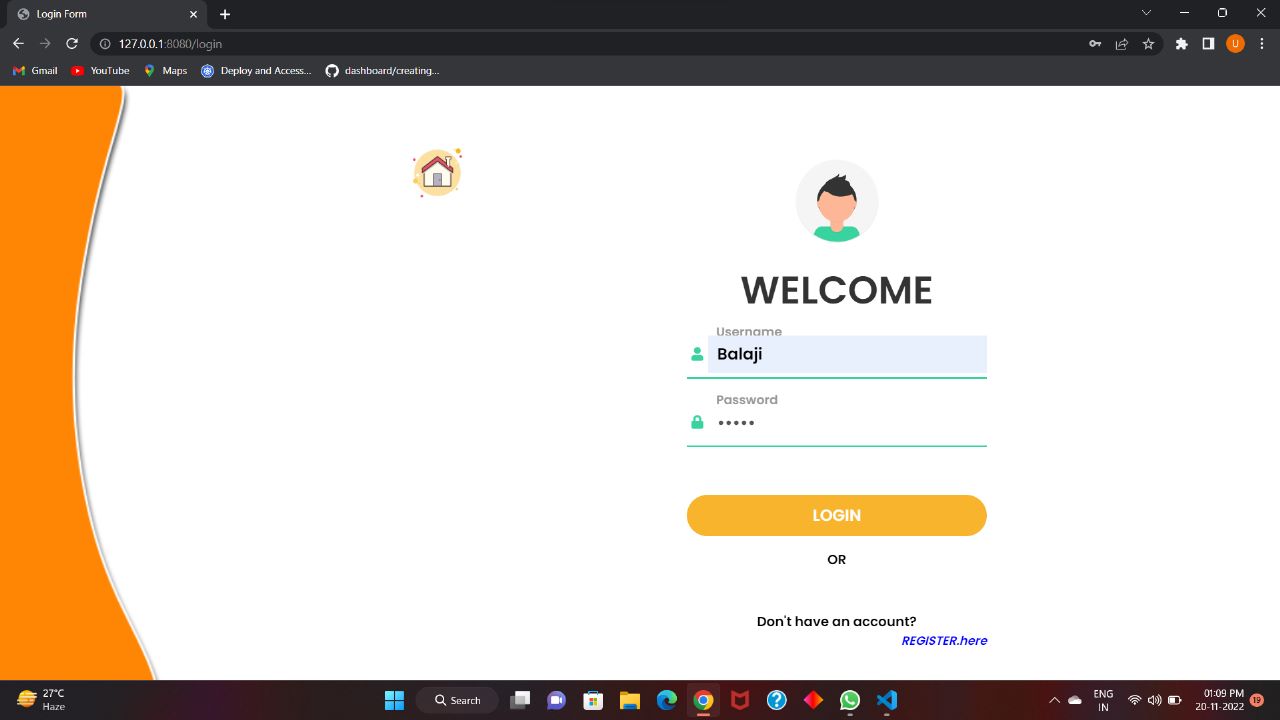 Login Form
127.0.0.1:8080/login
U
Gmail YouTube Maps Deploy and Access... dashboard/creating...
WELCOME
Username
Balaji
Password
LOGIN
OR
Don't have an account?
REGISTER.here
27°C
Haze
Search
ENG
IN
01:09 PM
20-11-2022
19